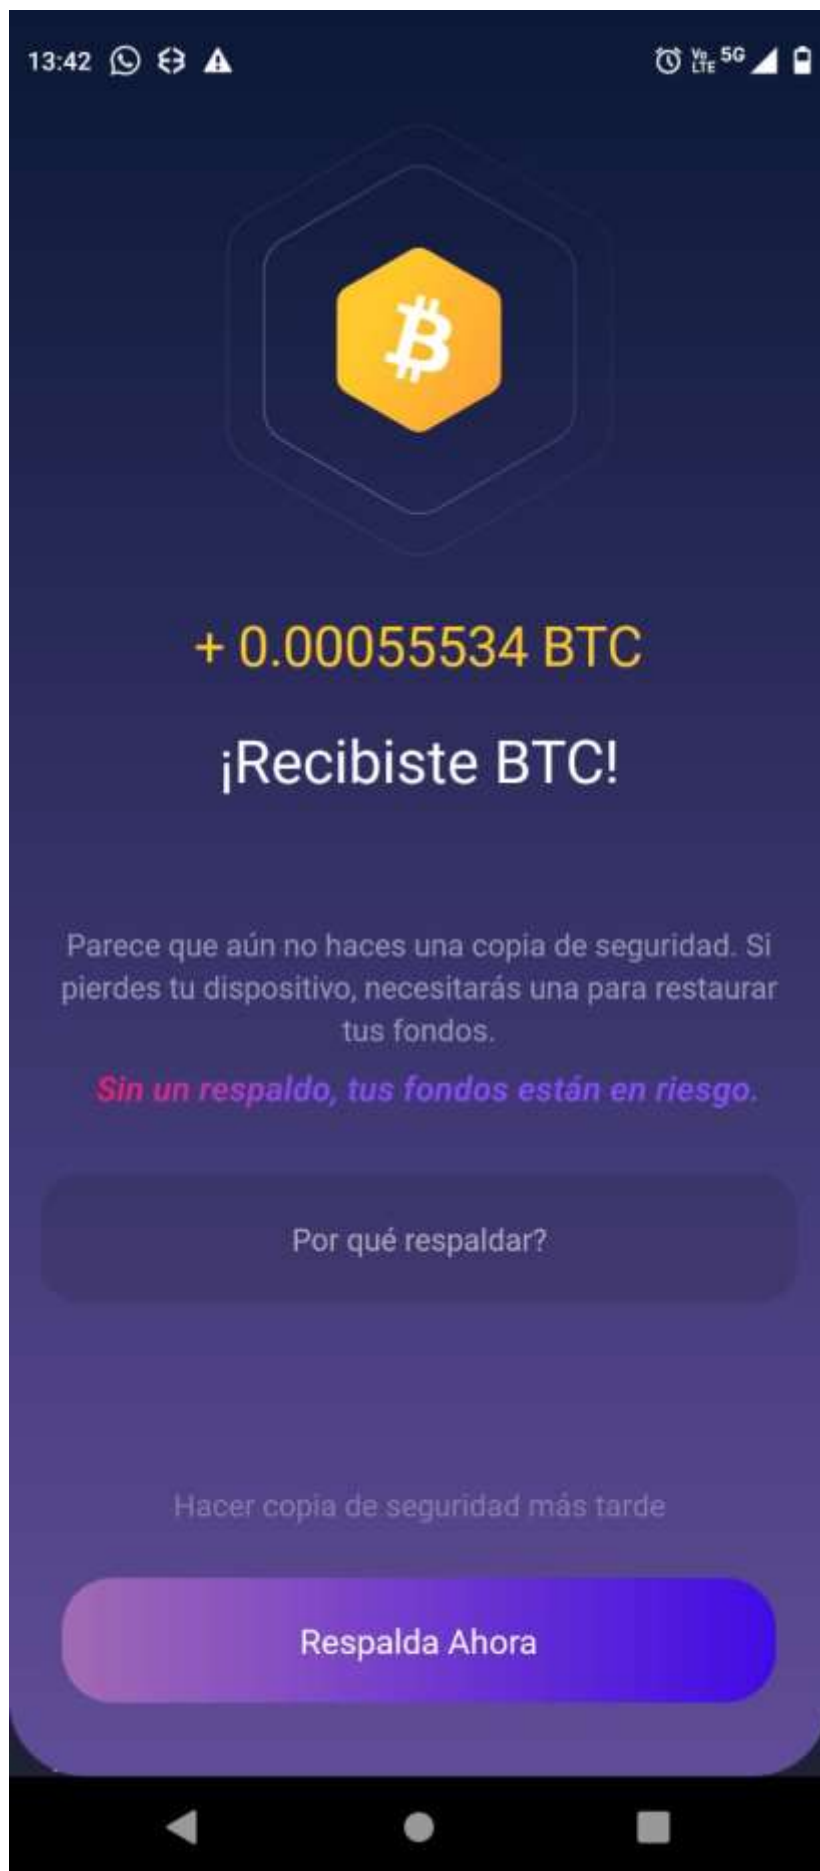 13:42
Vo LTE 5G
+ 0.00055534 BTC
¡Recibiste BTC!
Parece que aún no haces una copia de seguridad. Si
pierdes tu dispositivo, necesitarás una para restaurar
tus fondos.
Sin un respaldo, tus fondos están en riesgo.
Por qué respaldar?
Hacer copia de seguridad más tarde
Respalda Ahora